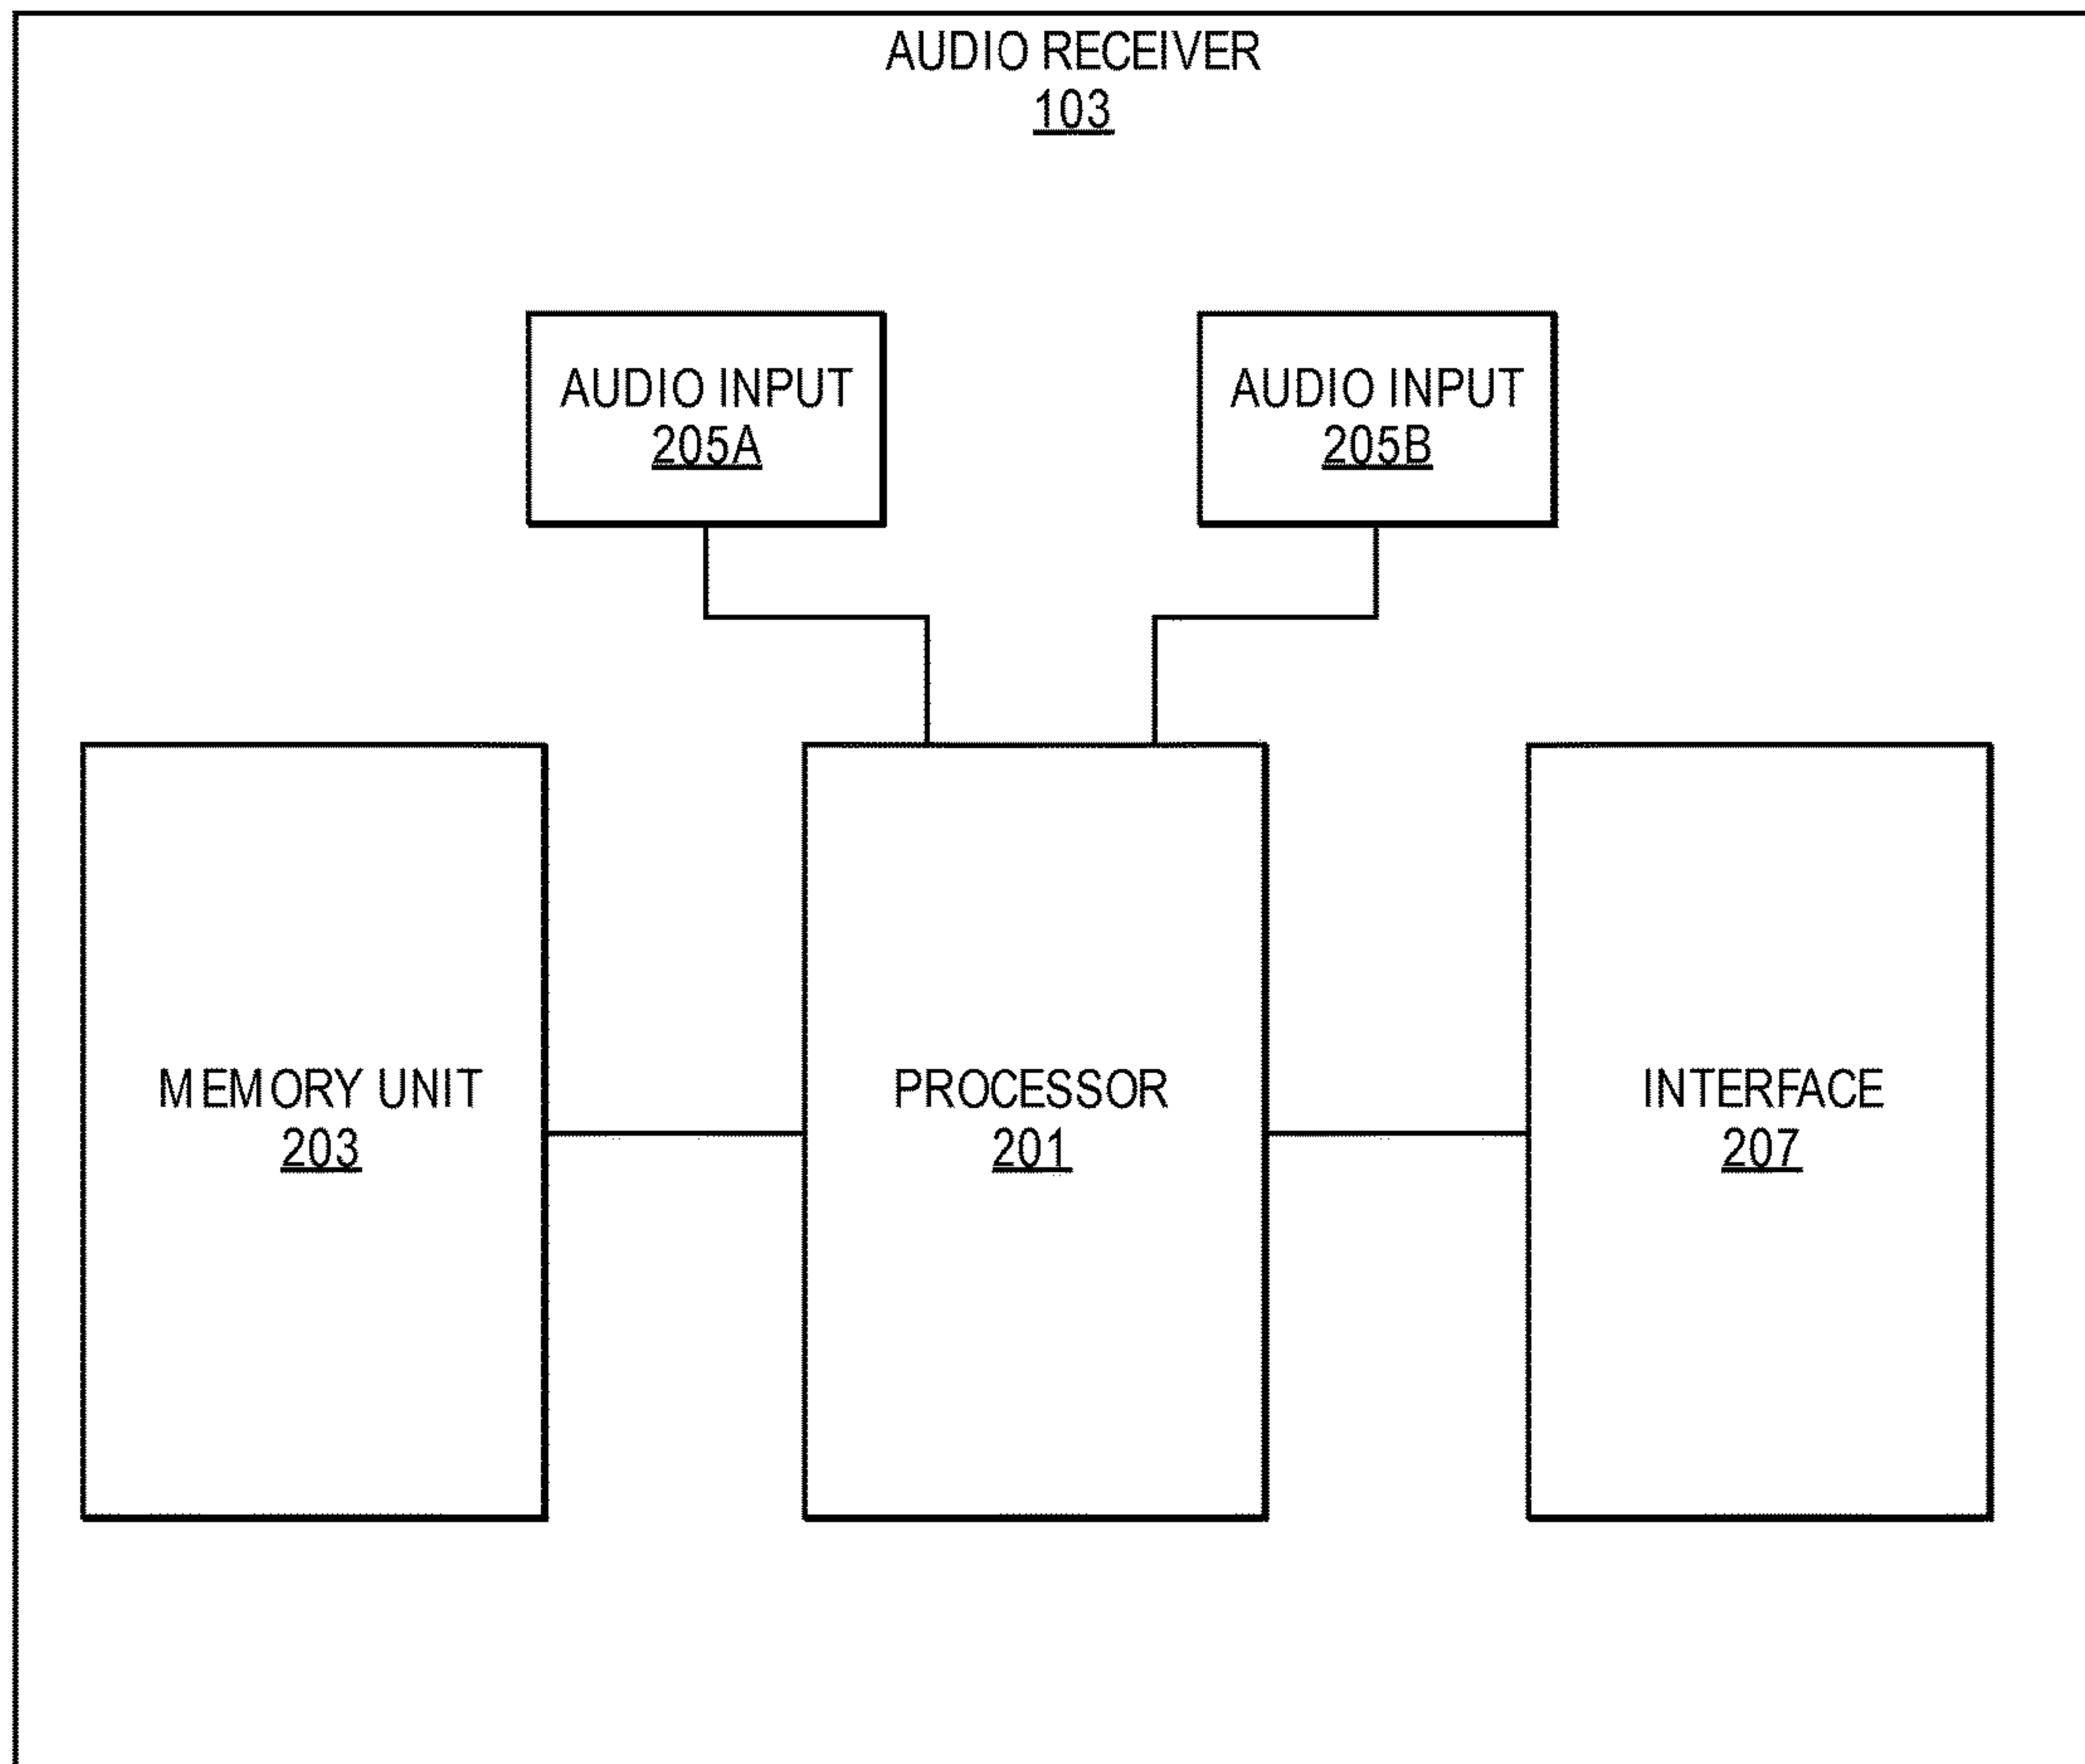 AUDIO RECEIVER
103
AUDIO INPUT
205A
AUDIO INPUT
205B
MEMORY UNIT
203
PROCESSOR
201
INTERFACE
207